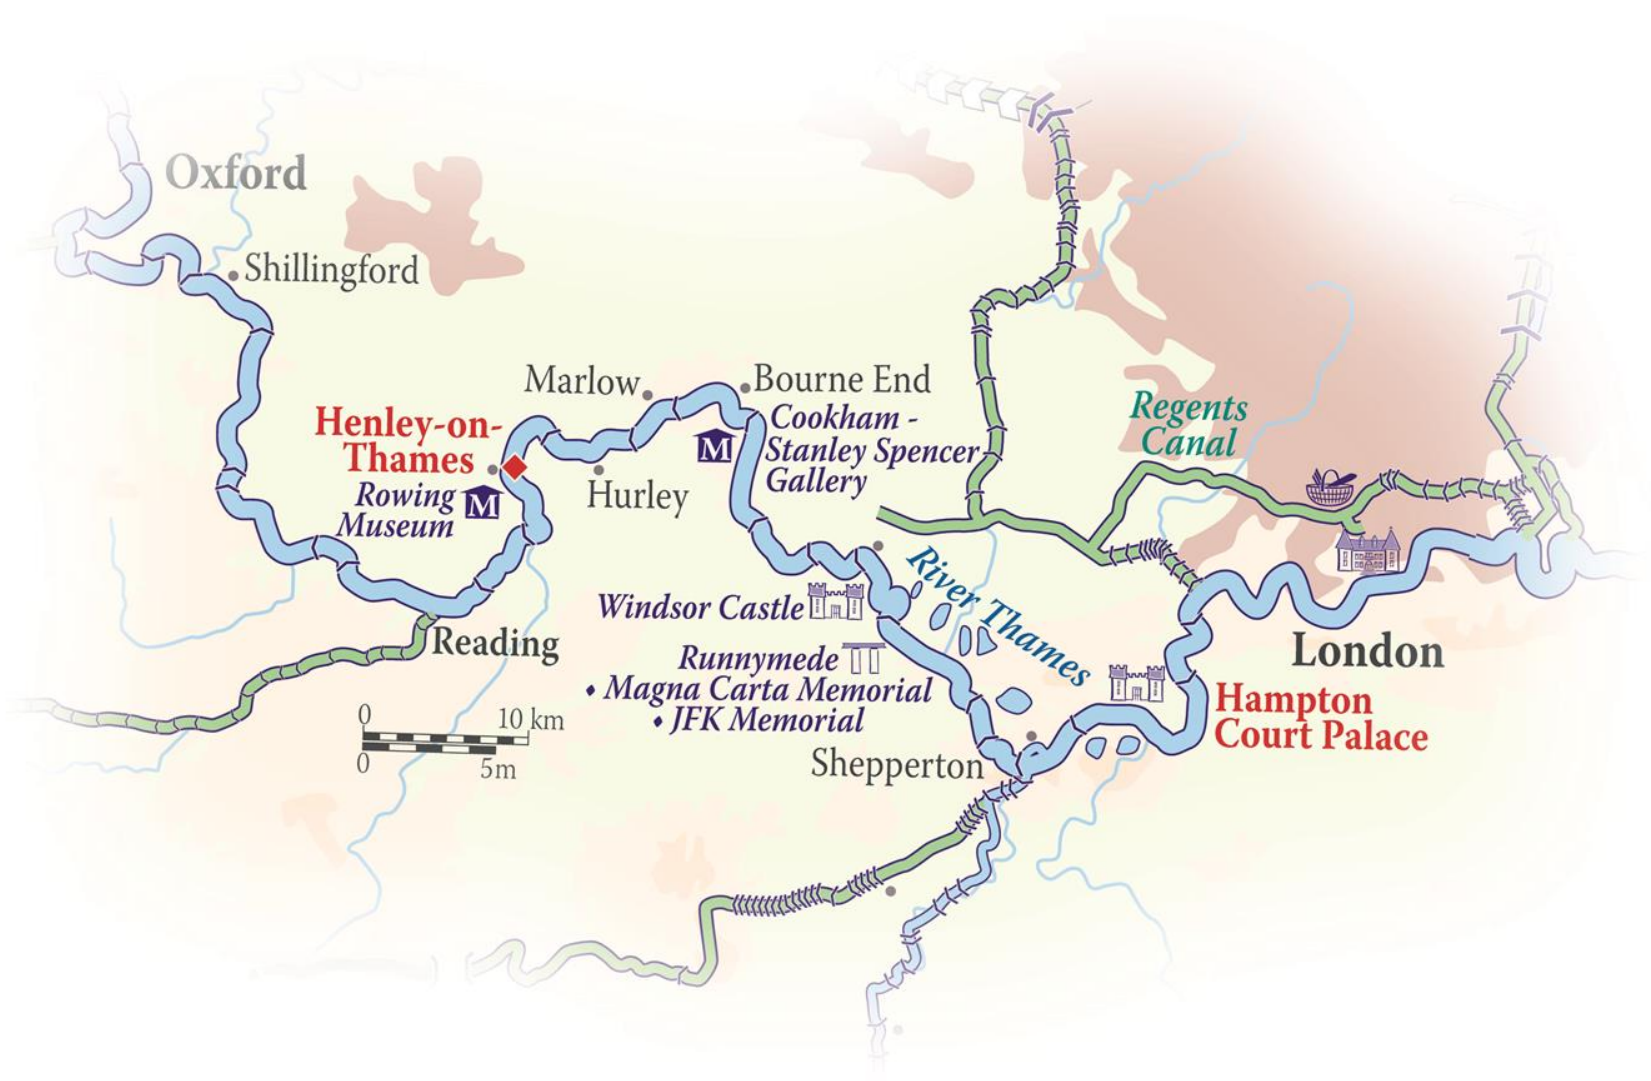 Oxford
Shillingford
Marlow
Bourne End
Henley-on-
Thames
Rowing
Museum
M
Hurley
M
Cookham -
Stanley Spencer
Gallery
Regents
Canal
River Thames
Windsor Castle
Runnymede
• Magna Carta Memorial
• JFK Memorial
Reading
London
Hampton
Court Palace
Shepperton
0 10 km
0 5m